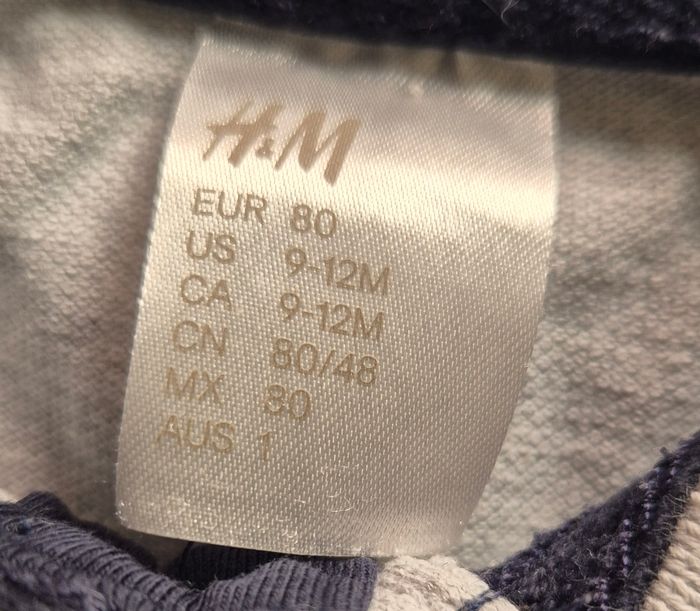 H&M
EUR 80
US 9-12M
CA 9-12M
CN 80/48
MX 80
AUS 1